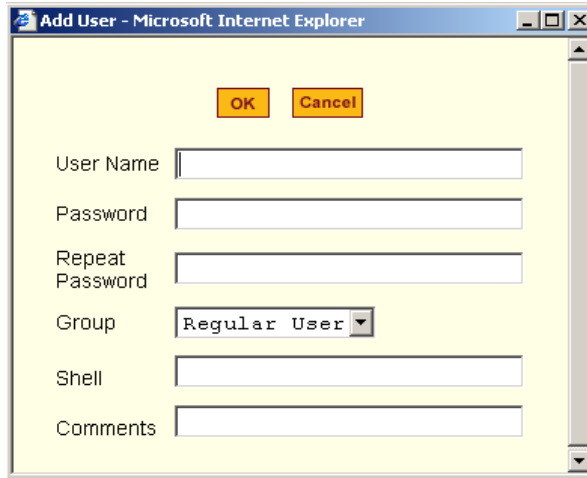 Add User - Microsoft Internet Explorer
OK Cancel
User Name
Password
Repeat
Password
Group Regular User
Shell
Comments